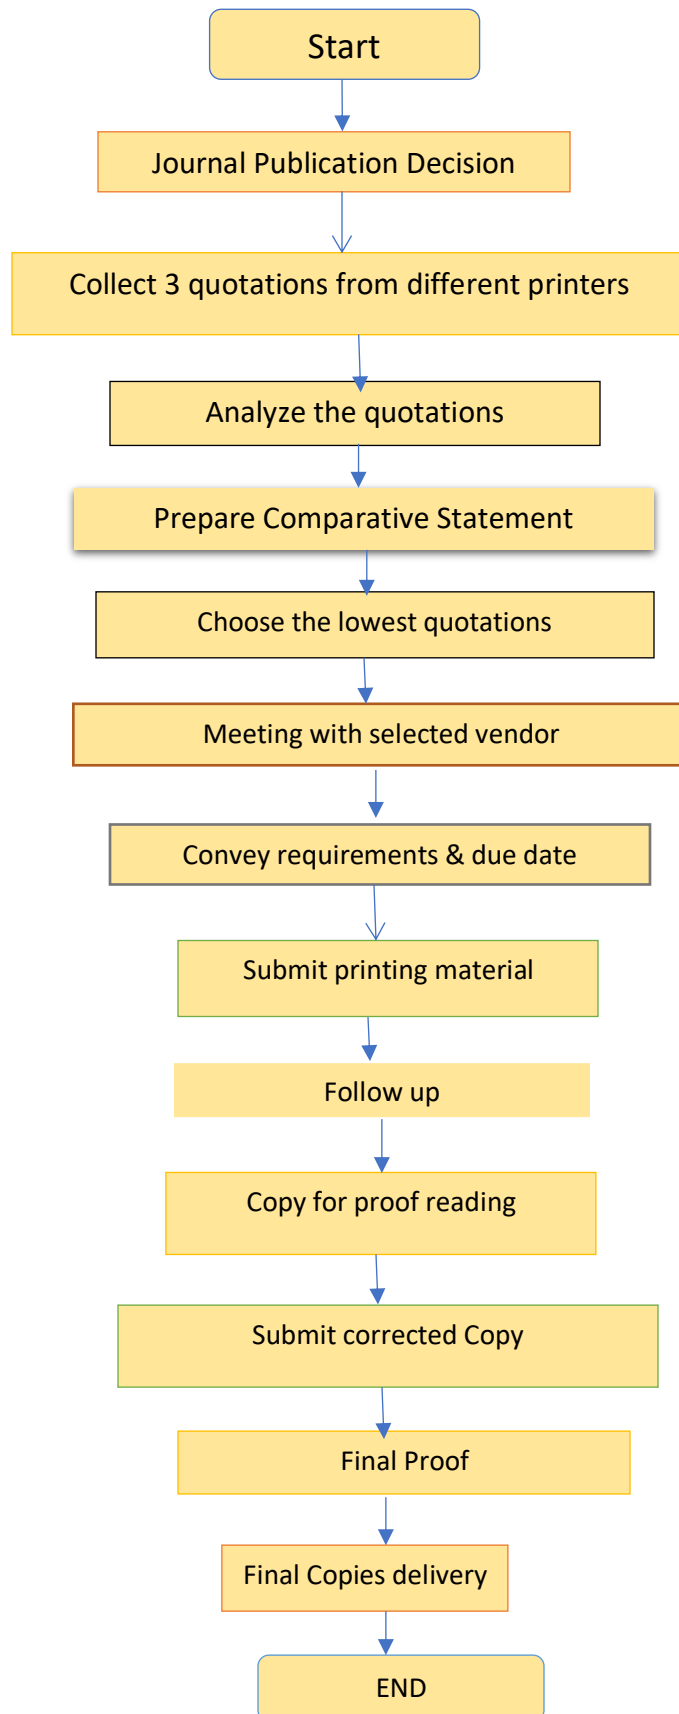 Start
Journal Publication Decision
Collect 3 quotations from different printers
Analyze the quotations
Prepare Comparative Statement
Choose the lowest quotations
Meeting with selected vendor
Convey requirements & due date
Submit printing material
Follow up
Copy for proof reading
Submit corrected Copy
Final Proof
Final Copies delivery
END